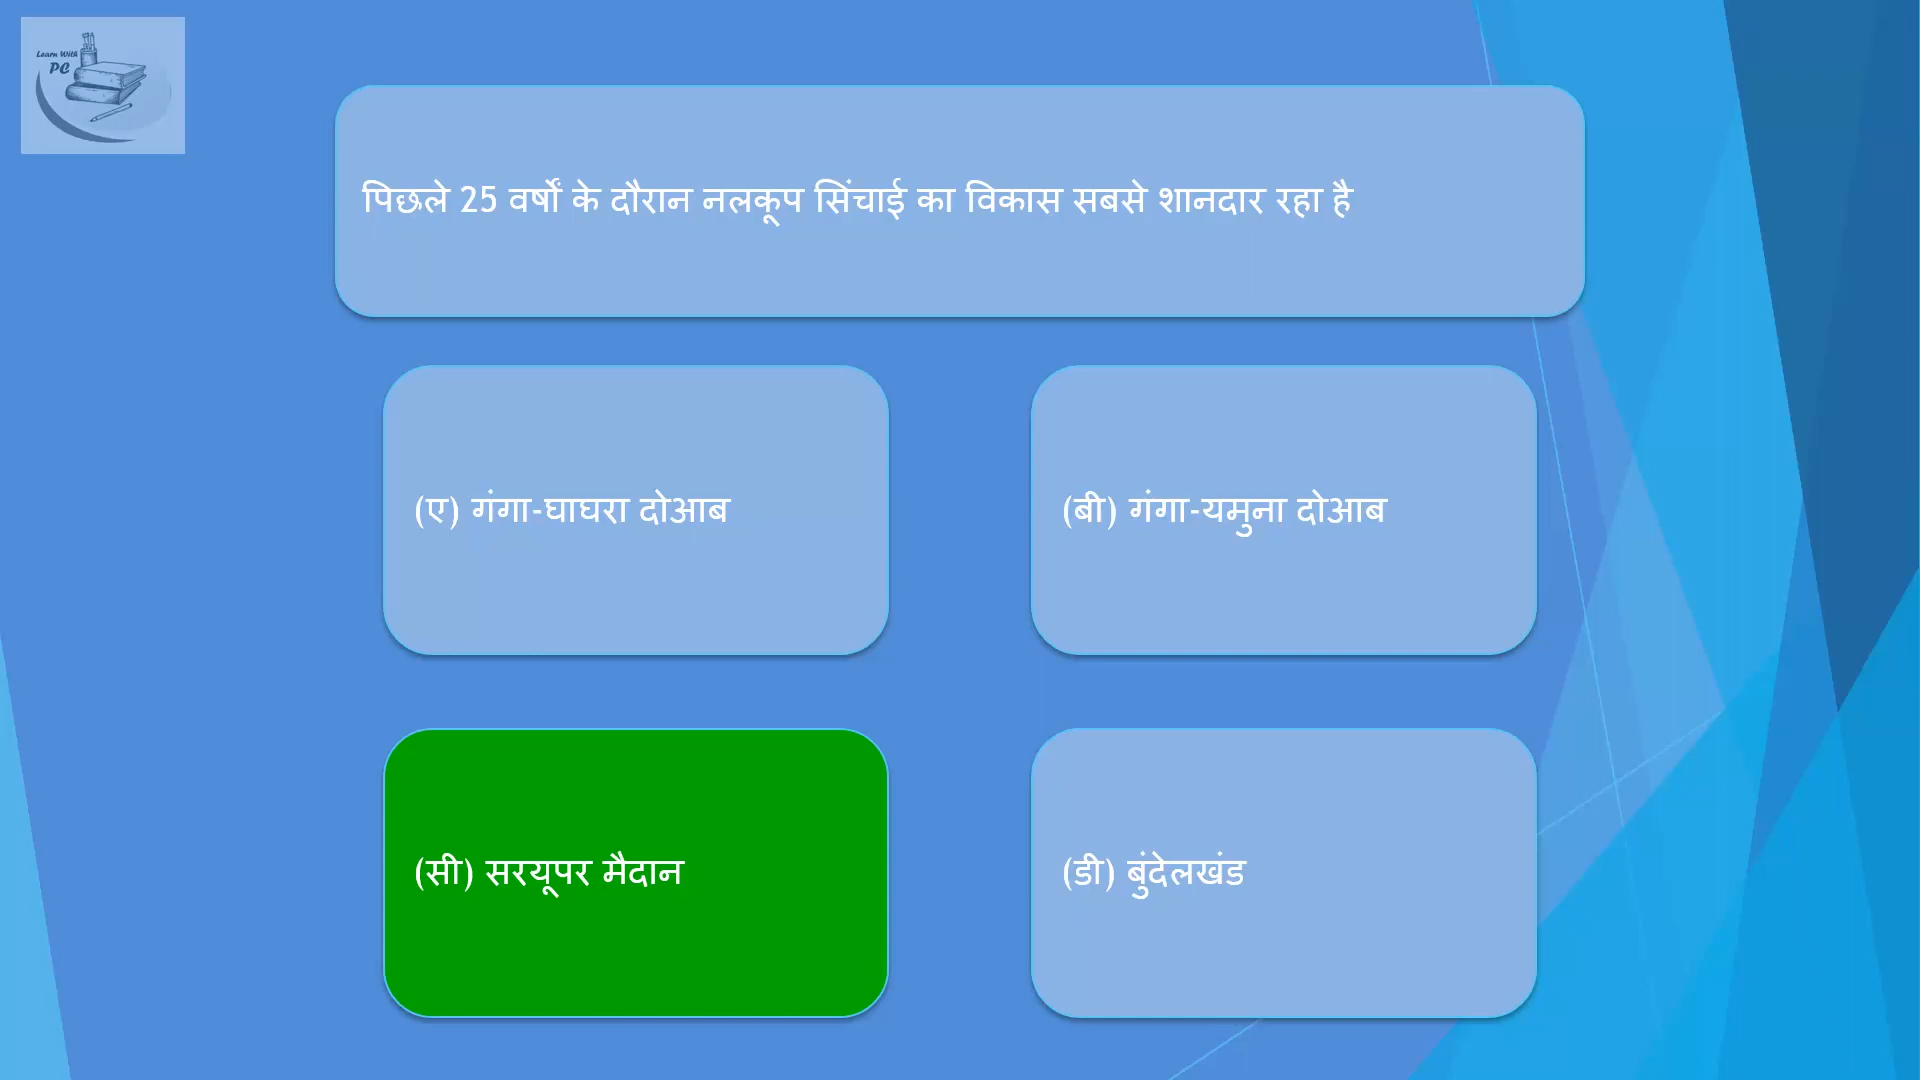 Learn With
PC
पिछले 25 वर्षों के दौरान नलकूप सिंचाई का विकास सबसे शानदार रहा है
(ए) गंगा-घाघरा दोआब
(बी) गंगा-यमुना दोआब
(सी) सरयूपर मैदान
(डी) बुंदेलखंड